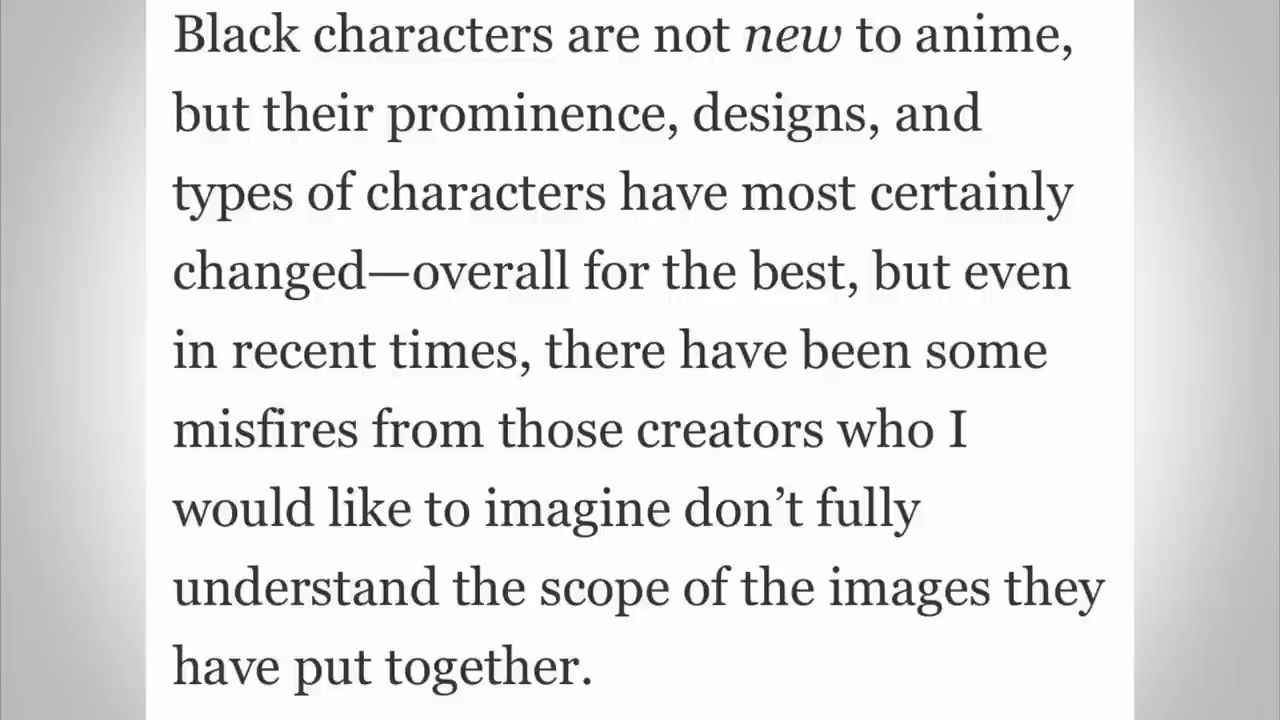 Black characters are not new to anime,
but their prominence, designs, and
types of characters have most certainly
changed—overall for the best, but even
in recent times, there have been some
misfires from those creators who I
would like to imagine don’t fully
understand the scope of the images they
have put together.